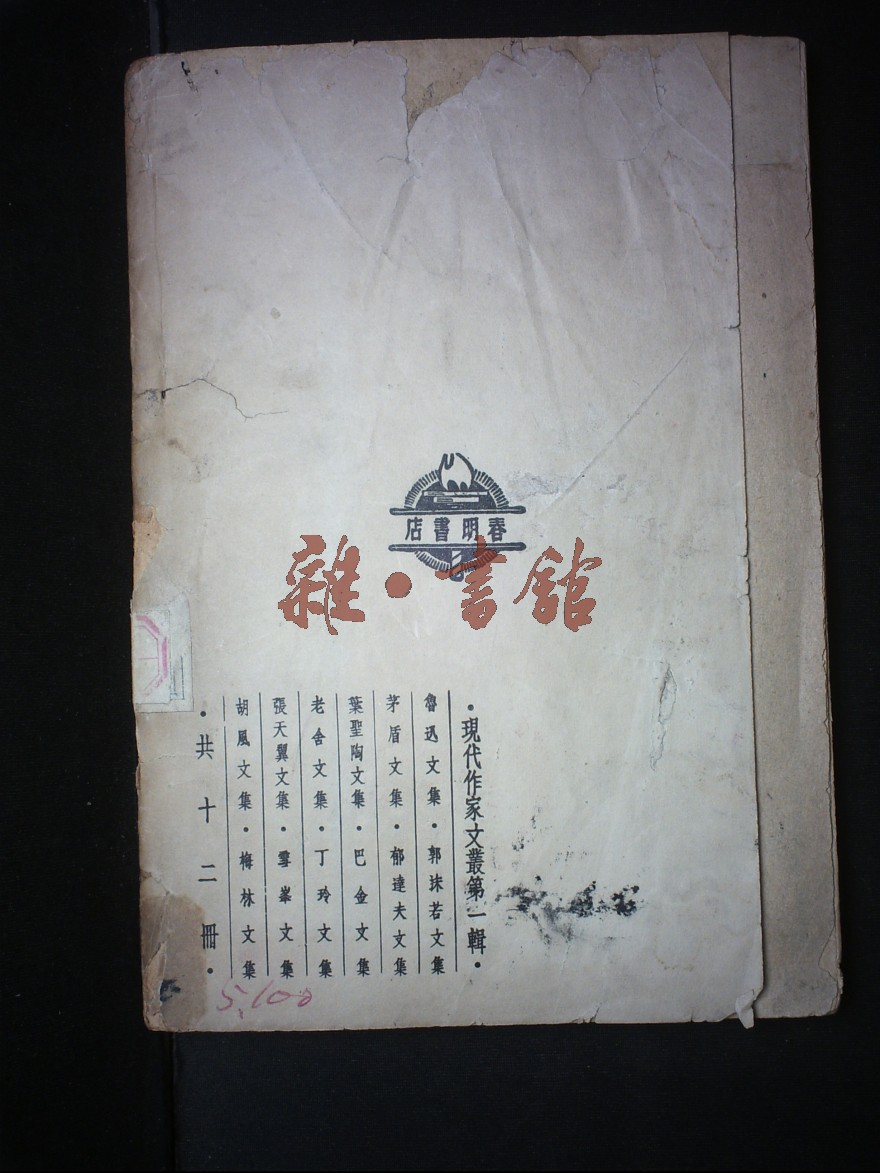 春明書店
雜·書館
·現代作家文叢第一輯·
魯迅文集·郭沫若文集
茅盾文集·郁達夫文集
葉聖陶文集·巴金文集
老舍文集·丁玲文集
張天翼文集·雪峯文集
胡風文集·梅林文集
·共十二冊·
5,100